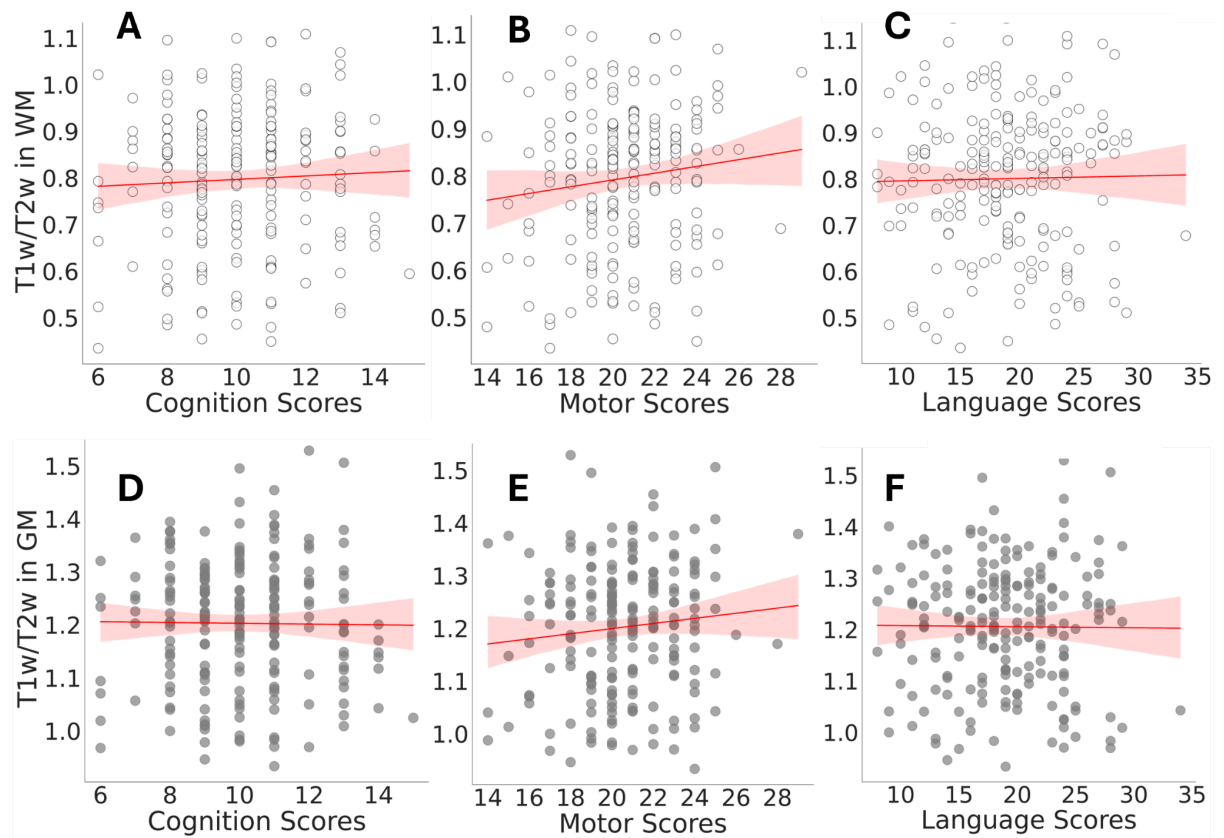 A
B
C
T1w/T2w in WM
1.1
1.0
0.9
0.8
0.7
0.6
0.5
6 8 10 12 14
Cognition Scores
1.1
1.0
0.9
0.8
0.7
0.6
0.5
14 16 18 20 22 24 26 28
Motor Scores
1.1
1.0
0.9
0.8
0.7
0.6
0.5
10 15 20 25 30 35
Language Scores
D
E
F
T1w/T2w in GM
1.5
1.4
1.3
1.2
1.1
1.0
6 8 10 12 14
Cognition Scores
1.5
1.4
1.3
1.2
1.1
1.0
14 16 18 20 22 24 26 28
Motor Scores
1.5
1.4
1.3
1.2
1.1
1.0
10 15 20 25 30 35
Language Scores